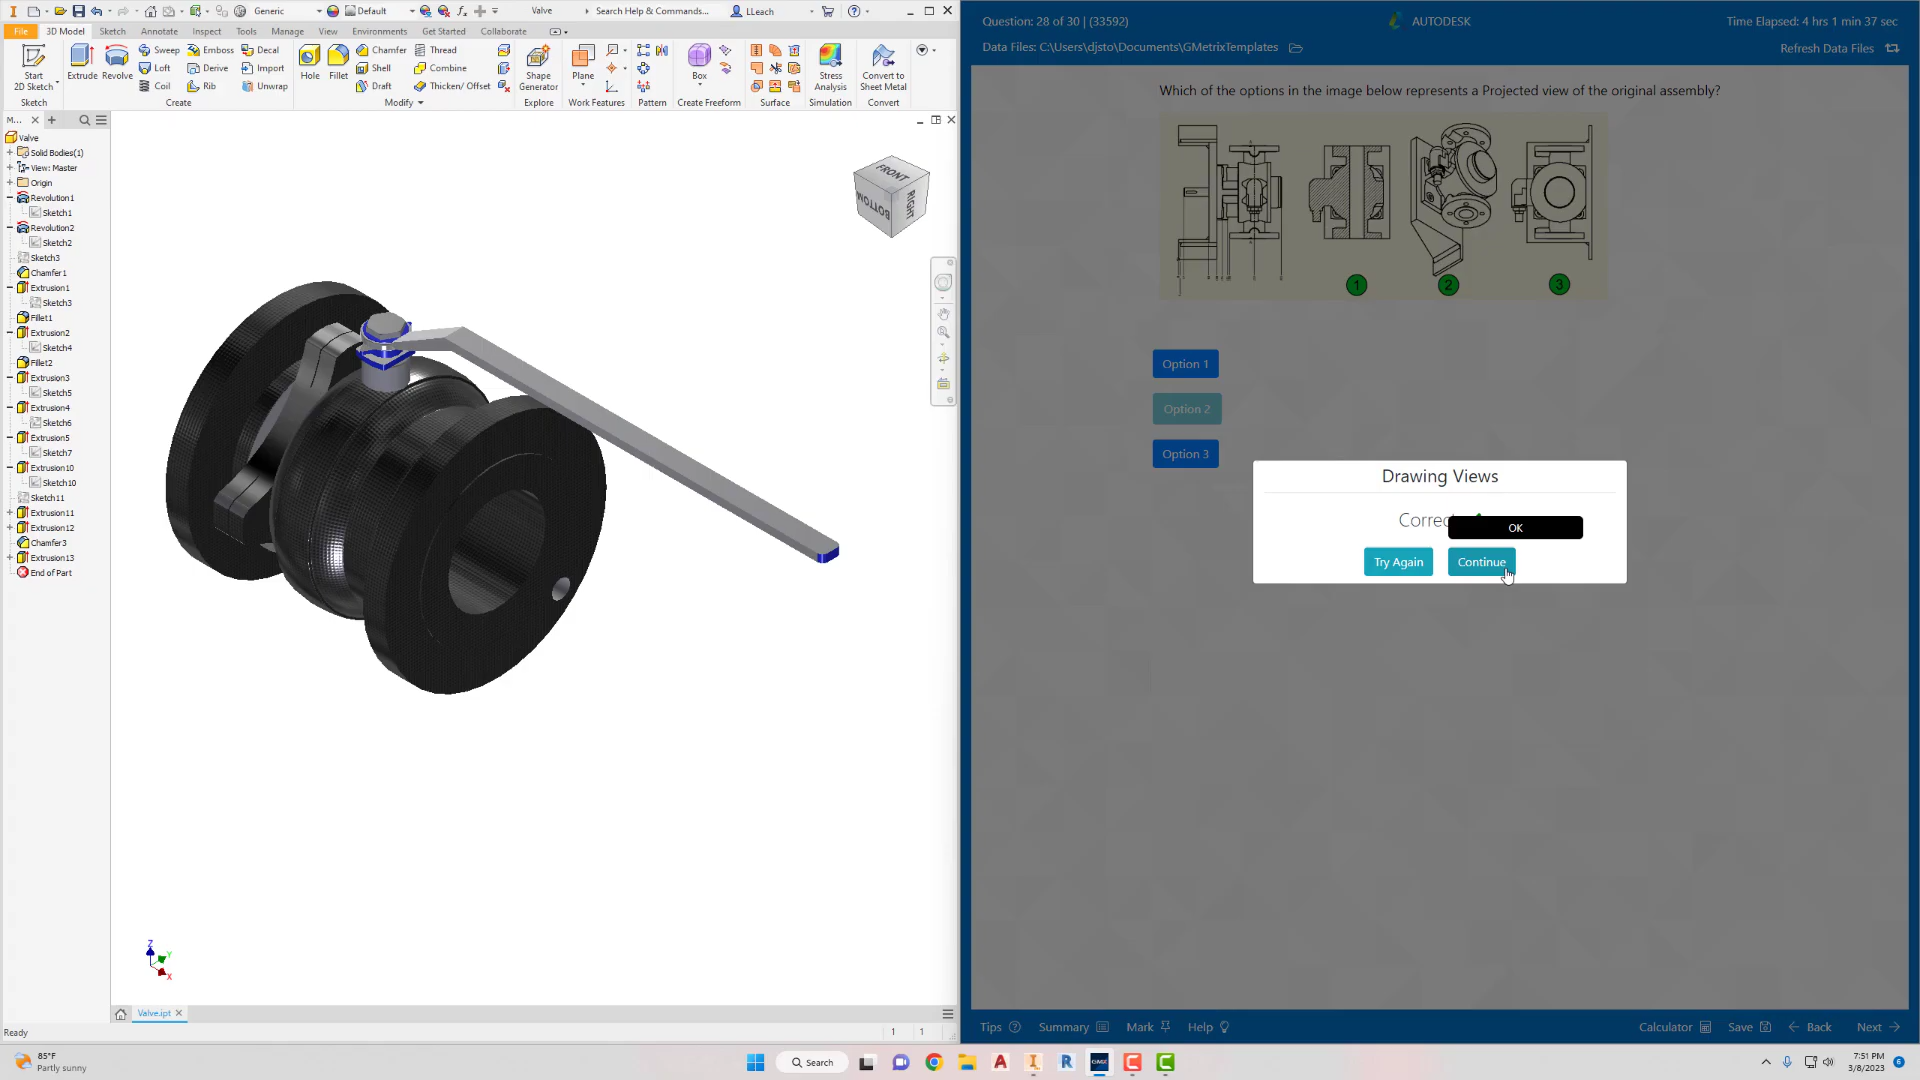 Generic
Default
Valve
Search Help & Commands...
LLeach
File
3D Model
Sketch
Annotate
Inspect
Tools
Manage
View
Environments
Get Started
Collaborate
Start
2D Sketch
Extrude
Revolve
Sweep
Loft
Coil
Emboss
Derive
Rib
Decal
Import
Unwrap
Hole
Fillet
Chamfer
Shell
Draft
Thread
Combine
Thicken/ Offset
Shape
Generator
Plane
Box
Stress
Analysis
Convert to
Sheet Metal
Sketch
Create
Modify
Explore
Work Features
Pattern
Create Freeform
Surface
Simulation
Convert
M...
Valve
Solid Bodies(1)
View: Master
Origin
Revolution1
Sketch1
Revolution2
Sketch2
Sketch3
Chamfer1
Extrusion1
Sketch3
Fillet1
Extrusion2
Sketch4
Fillet2
Extrusion3
Sketch5
Extrusion4
Sketch6
Extrusion5
Sketch7
Extrusion10
Sketch10
Sketch11
Extrusion11
Extrusion12
Chamfer3
Extrusion13
End of Part
FRONT
BOTTOM
RIGHT
Z
Y
X
Valve.ipt
Ready
1
1
Question: 28 of 30 | (33592)
AUTODESK
Time Elapsed: 4 hrs 1 min 37 sec
Data Files: C:\Users\djsto\Documents\GMetrixTemplates
Refresh Data Files
Which of the options in the image below represents a Projected view of the original assembly?
1
2
3
Option 1
Option 2
Option 3
Drawing Views
Correc
OK
Try Again
Continue
Tips
Summary
Mark
Help
Calculator
Save
Back
Next
85°F
Partly sunny
Search
7:51 PM
3/8/2023
6